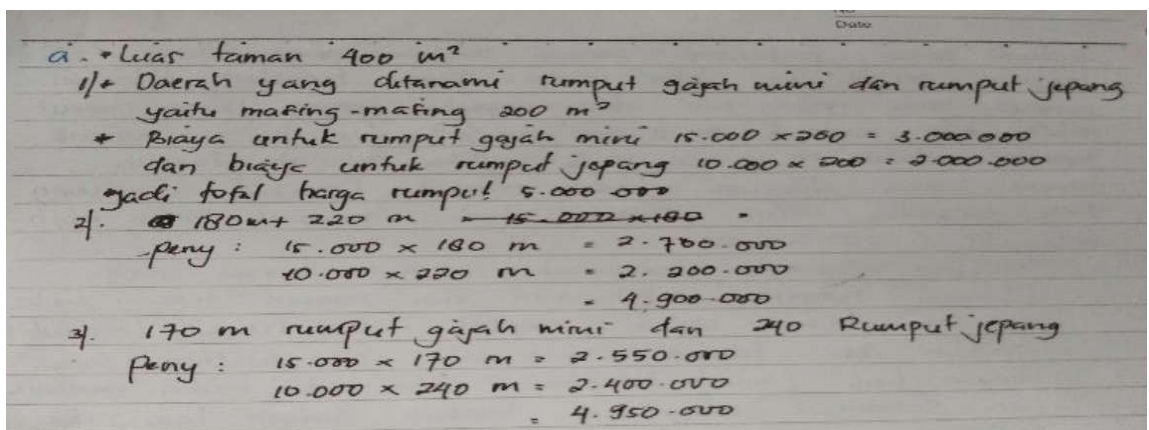 Date
a. * Luas taman 400 m²
1/* Daerah yang ditanami rumput gajah mini dan rumput jepang
yaitu masing-masing 200 m²
* Biaya untuk rumput gajah mini 15.000 × 200 = 3.000 000
dan biaya untuk rumput jepang 10.000 × 200 = 2.000.000
jadi total harga rumput 5.000 000
2/. 180 m + 220 m = 15.000 × 180 =
peny : 15.000 × 180 m = 2.700.000
10.000 × 220 m = 2.200.000
= 4.900.000
3/. 170 m rumput gajah mini dan 240 Rumput jepang
peny : 15.000 × 170 m = 2.550.000
10.000 × 240 m = 2.400.000
= 4.950.000